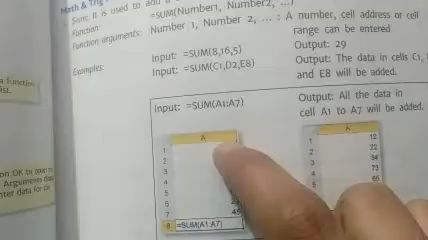 Math & Trig
Sum: It is used to add
Function: =SUM(Number1, Number2, ...)
Function arguments: Number 1, Number 2, ... : A number, cell address or cell
range can be entered
Examples: Input: =SUM(8,16,5) Output: 29
Input: =SUM(C1,D2,E8) Output: The data in cells C1,
and E8 will be added.
Input: =SUM(A1:A7) Output: All the data in
cell A1 to A7 will be added.
a function
list.
on OK or
Arguments
data for
A
1
2
3
4
5
6
7 45
8 =SUM(A1:A7)
A
1 12
2 22
3 34
4 73
5 65